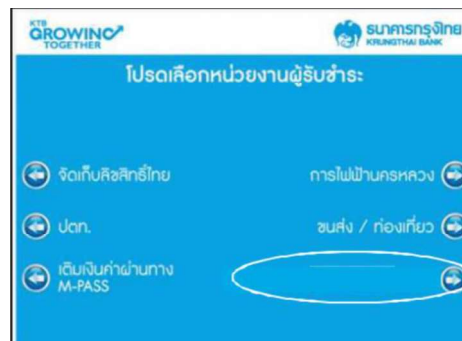 KTB
GROWING
TOGETHER
ธนาคารกรุงไทย
KRUNGTHAI BANK
โปรดเลือกหน่วยงานผู้รับชำระ
จัดเก็บลิขสิทธิ์ไทย
การไฟฟ้านครหลวง
ปตท.
ขนส่ง / ท่องเที่ยว
เติมเงินค่าผ่านทาง
M-PASS